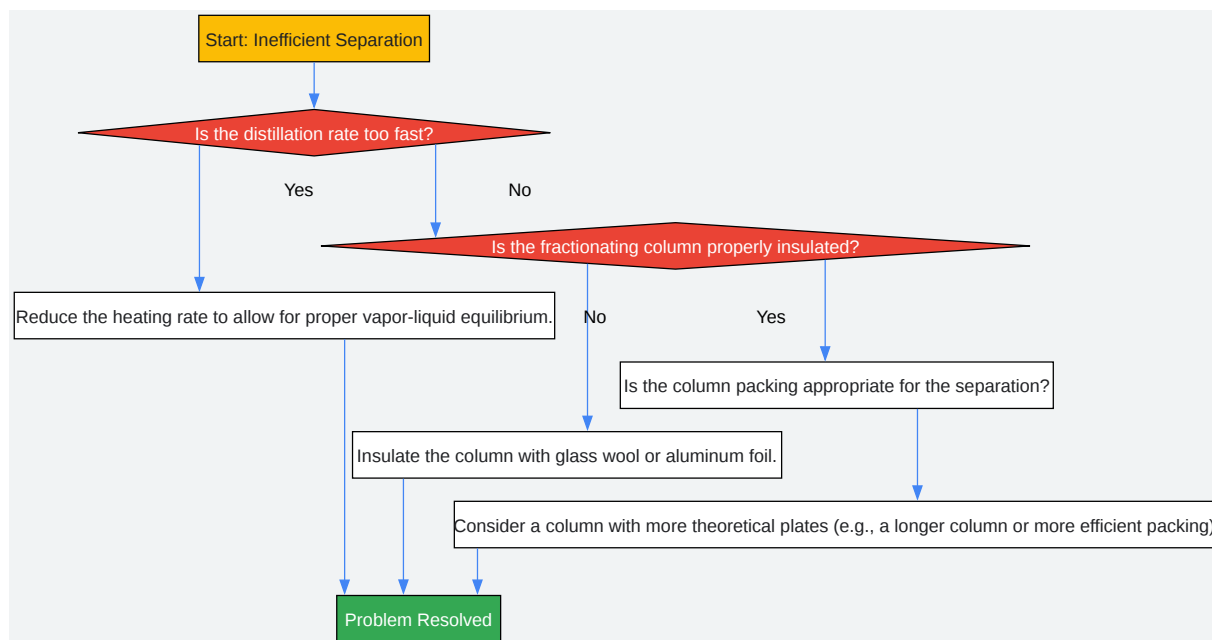 Start: Inefficient Separation
Is the distillation rate too fast?
Yes
No
Is the fractionating column properly insulated?
Reduce the heating rate to allow for proper vapor-liquid equilibrium.
No
Yes
Is the column packing appropriate for the separation?
Insulate the column with glass wool or aluminum foil.
Consider a column with more theoretical plates (e.g., a longer column or more efficient packing)
Problem Resolved